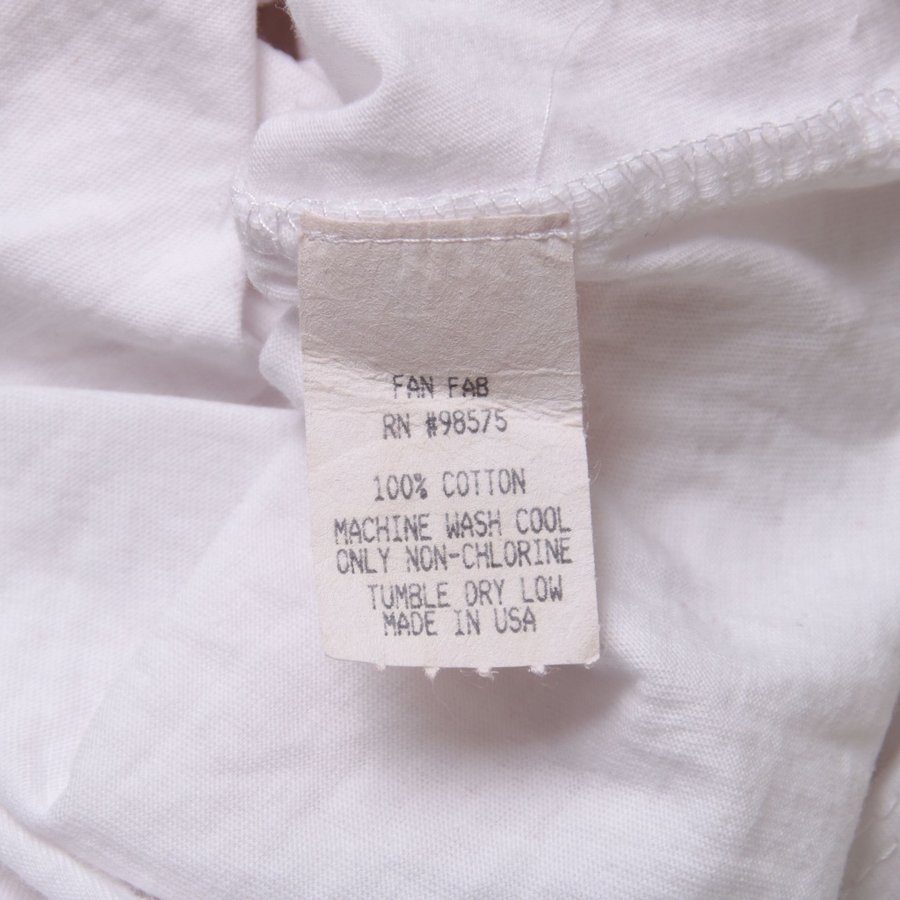 FAN FAB
RN #98575
100% COTTON
MACHINE WASH COOL
ONLY NON-CHLORINE
TUMBLE DRY LOW
MADE IN USA